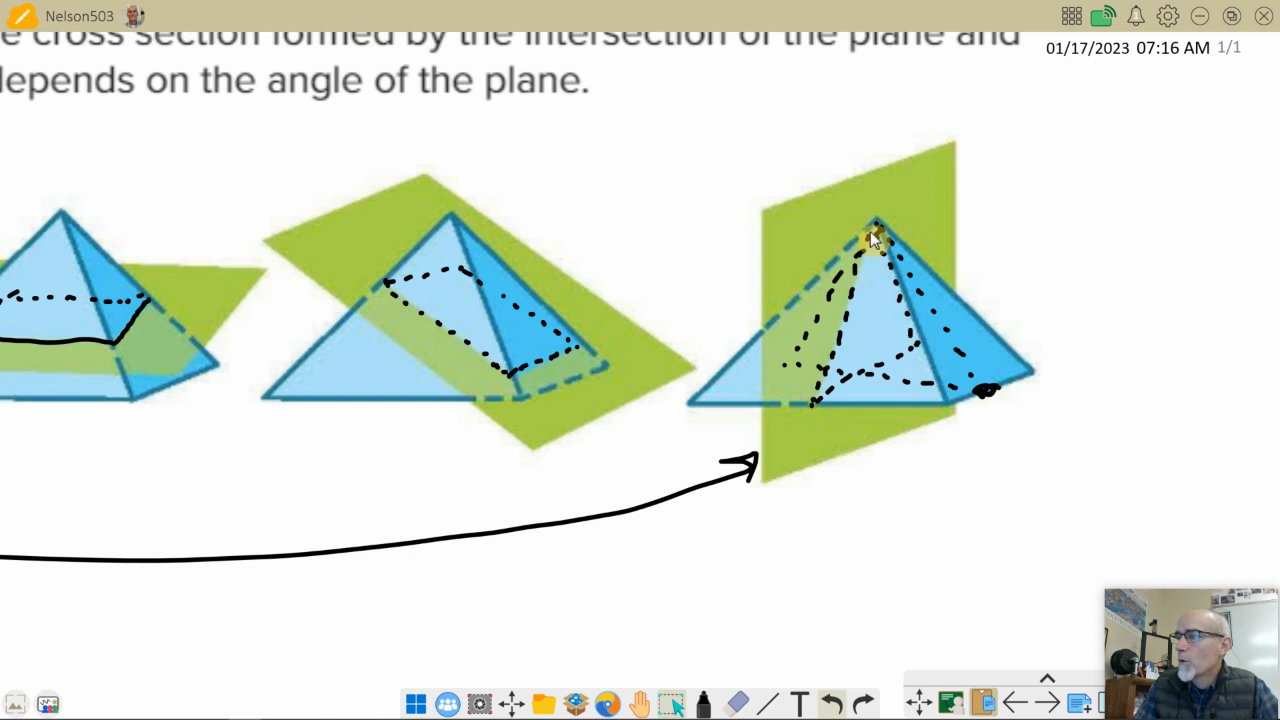 Nelson503
e cross section formed by the intersection of the plane and
01/17/2023 07:16 AM 1/1
depends on the angle of the plane.
T